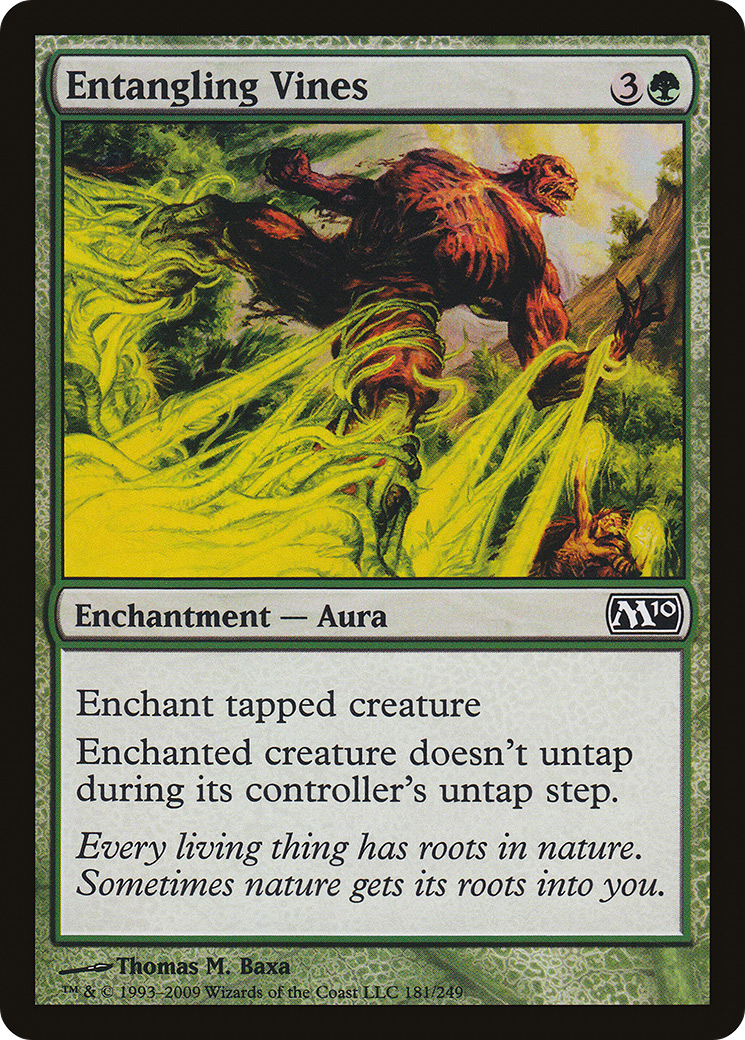 Entangling Vines 3
Enchantment — Aura M10
Enchant tapped creature
Enchanted creature doesn't untap
during its controller's untap step.
Every living thing has roots in nature.
Sometimes nature gets its roots into you.
Thomas M. Baxa
™ & © 1993–2009 Wizards of the Coast LLC 181/249